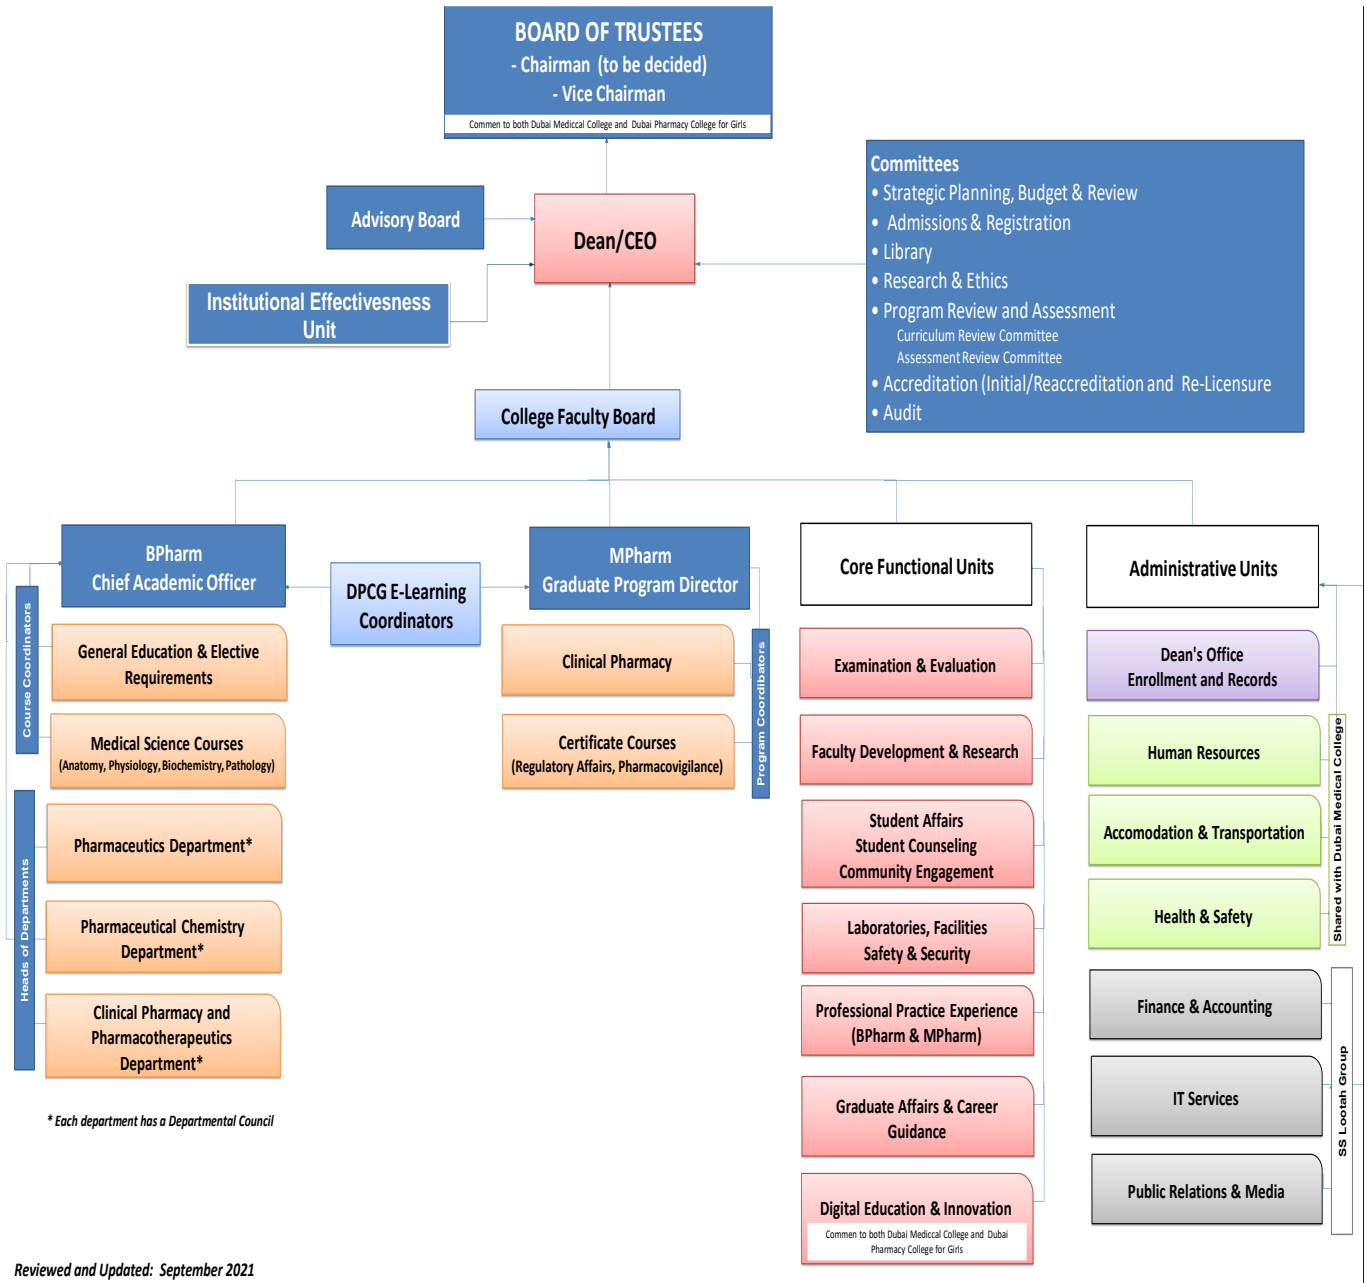 BOARD OF TRUSTEES
- Chairman  (to be decided)
- Vice Chairman
Commen to both Dubai Mediccal College and  Dubai Pharmacy College for Girls
Committees
• Strategic Planning, Budget & Review
•  Admissions & Registration
• Library
• Research & Ethics
• Program Review and Assessment
Curriculum Review Committee
Assessment Review Committee
• Accreditation (Initial/Reaccreditation and  Re-Licensure
• Audit
Advisory Board
Dean/CEO
Institutional Effectivesness
Unit
College Faculty Board
BPharm
Chief Academic Officer
DPCG E-Learning
Coordinators
MPharm
Graduate Program Director
Core Functional Units
Administrative Units
Course Coordinators
General Education & Elective
Requirements
Medical Science Courses
(Anatomy, Physiology, Biochemistry, Pathology)
Heads of Departments
Pharmaceutics Department*
Pharmaceutical Chemistry
Department*
Clinical Pharmacy and
Pharmacotherapeutics
Department*
* Each department has a Departmental Council
Clinical Pharmacy
Certificate Courses
(Regulatory Affairs, Pharmacovigilance)
Program Coordibators
Examination & Evaluation
Faculty Development & Research
Student Affairs
Student Counseling
Community Engagement
Laboratories, Facilities
Safety & Security
Professional Practice Experience
(BPharm & MPharm)
Graduate Affairs & Career
Guidance
Digital Education & Innovation
Commen to both Dubai Mediccal College and  Dubai
Pharmacy College for Girls
Dean's Office
Enrollment and Records
Human Resources
Accomodation & Transportation
Health & Safety
Shared with Dubai Medical College
Finance & Accounting
IT Services
Public Relations & Media
SS Lootah Group
Reviewed and Updated:  September 2021